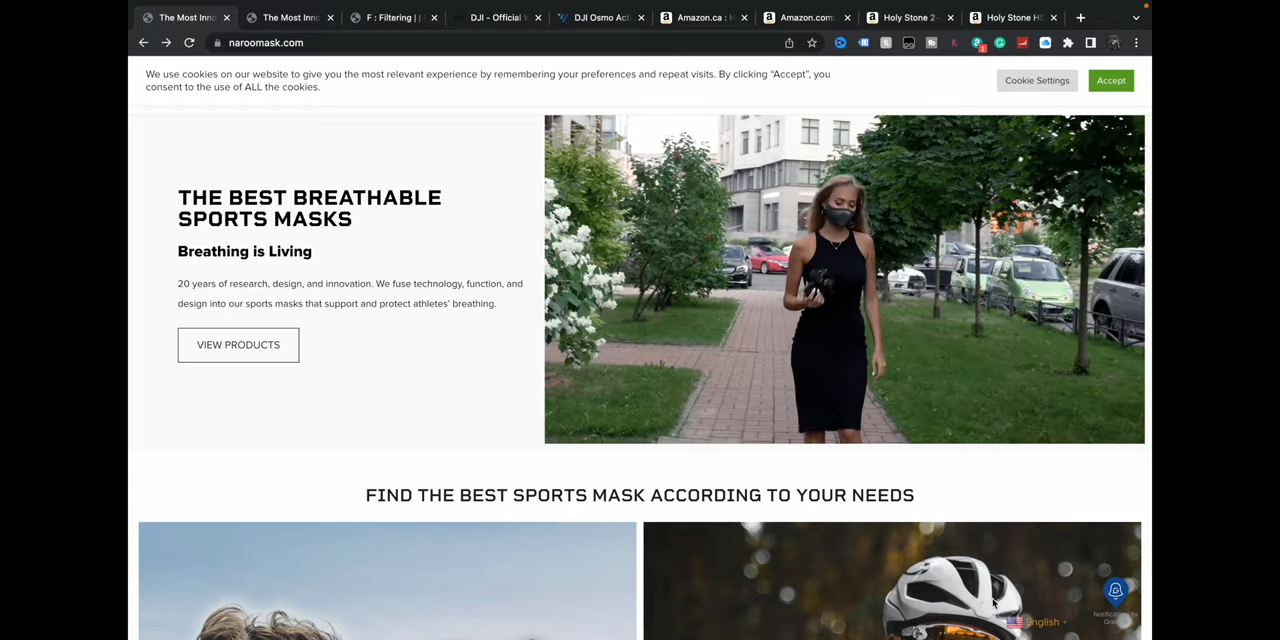 The Most Inno
The Most Inno
F : Filtering | |
DJI - Official W
DJI Osmo Act
Amazon.ca : H
Amazon.com:
Holy Stone 2-
Holy Stone HS
naroomask.com
2
We use cookies on our website to give you the most relevant experience by remembering your preferences and repeat visits. By clicking “Accept”, you
consent to the use of ALL the cookies.
Cookie Settings
Accept
THE BEST BREATHABLE
SPORTS MASKS
Breathing is Living
20 years of research, design, and innovation. We fuse technology, function, and
design into our sports masks that support and protect athletes’ breathing.
VIEW PRODUCTS
FIND THE BEST SPORTS MASK ACCORDING TO YOUR NEEDS
English
Notifications by